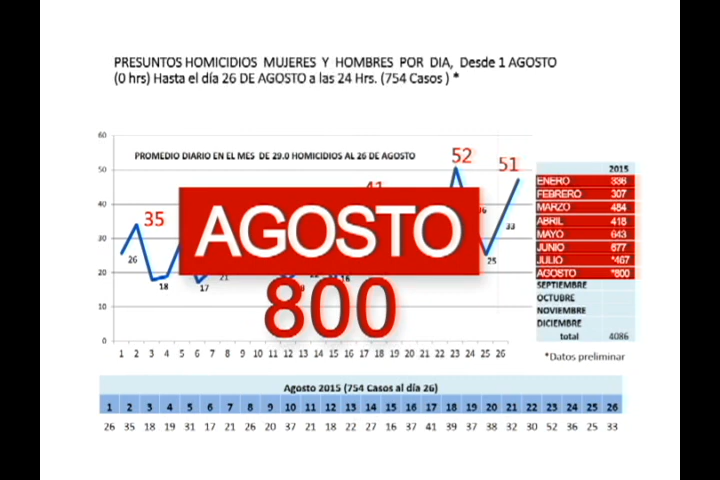 PRESUNTOS HOMICIDIOS MUJERES Y HOMBRES POR DIA, Desde 1 AGOSTO
(0 hrs) Hasta el día 26 DE AGOSTO a las 24 Hrs. (754 Casos ) *
PROMEDIO DIARIO EN EL MES DE 29.0 HOMICIDIOS AL 26 DE AGOSTO
60
50
40
30
20
10
0
26
35
18
17
21
52
25
33
51
AGOSTO
800
1 2 3 4 5 6 7 8 9 10 11 12 13 14 15 16 17 18 19 20 21 22 23 24 25 26
2015
ENERO 336
FEBRERO 307
MARZO 484
ABRIL 418
MAYO 643
JUNIO 677
JULIO *467
AGOSTO *800
SEPTIEMBRE
OCTUBRE
NOVIEMBRE
DICIEMBRE
total 4086
*Datos preliminar
Agosto 2015 (754 Casos al día 26)
1 2 3 4 5 6 7 8 9 10 11 12 13 14 15 16 17 18 19 20 21 22 23 24 25 26
26 35 18 19 31 17 21 26 20 37 21 18 22 27 16 37 41 39 37 38 32 30 52 36 25 33